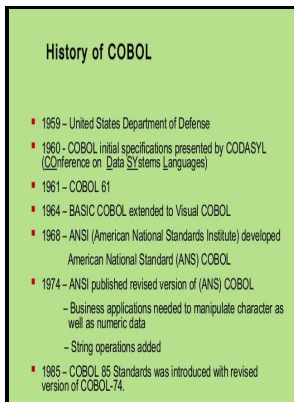 History of COBOL
▪ 1959 – United States Department of Defense
▪ 1960 - COBOL initial specifications presented by CODASYL
(COnference on Data SYstems Languages)
▪ 1961 – COBOL 61
▪ 1964 – BASIC COBOL extended to Visual COBOL
▪ 1968 – ANSI (American National Standards Institute) developed
American National Standard (ANS) COBOL
▪ 1974 – ANSI published revised version of (ANS) COBOL
– Business applications needed to manipulate character as
well as numeric data
– String operations added
▪ 1985 – COBOL 85 Standards was introduced with revised
version of COBOL-74.